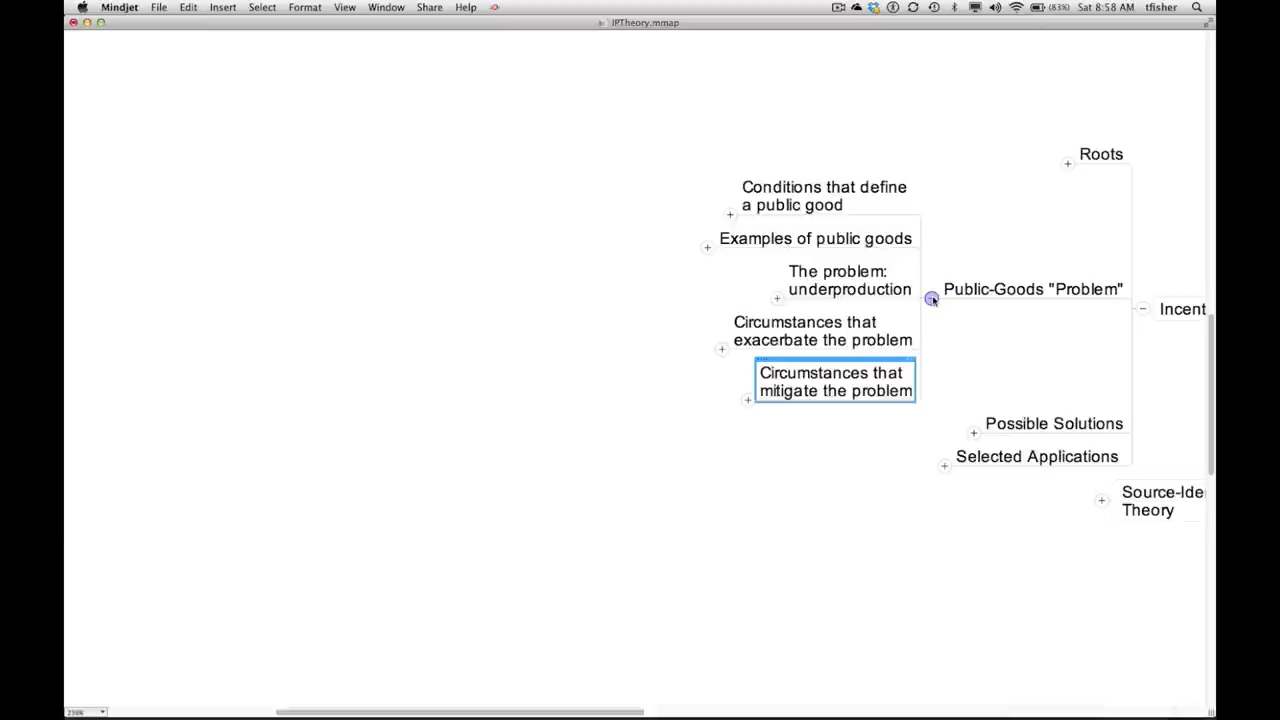 Mindjet File Edit Insert Select Format View Window Share Help (83%) Sat 8:58 AM tfisher
IPTheory.mmap
Roots
Conditions that define
a public good
Examples of public goods
The problem:
underproduction
Public-Goods "Problem"
Incent
Circumstances that
exacerbate the problem
Circumstances that
mitigate the problem
Possible Solutions
Selected Applications
Source-Ide
Theory
230%